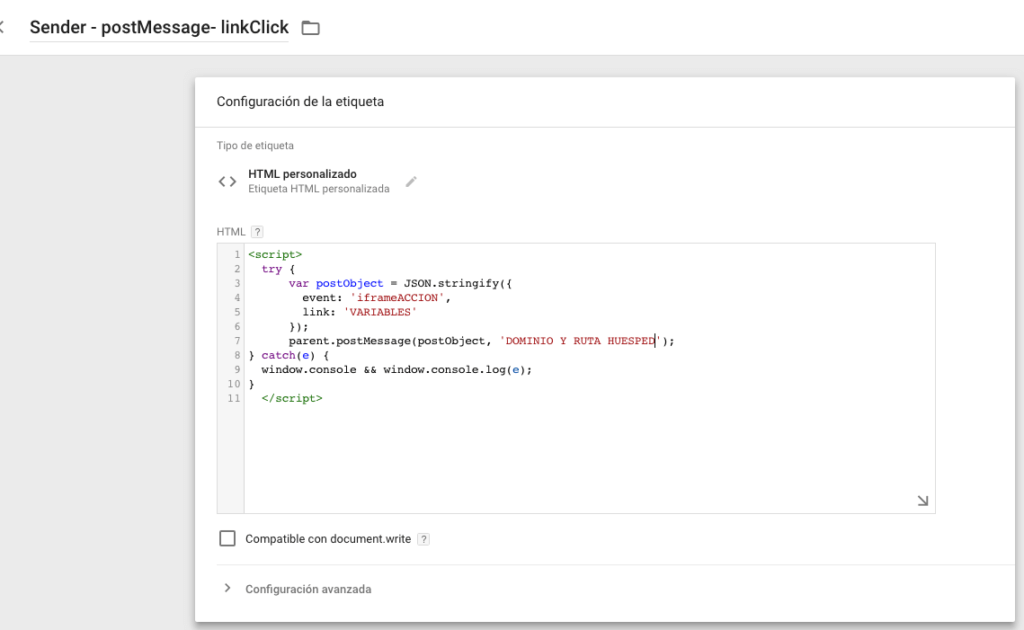 Sender - postMessage- linkClick
Configuración de la etiqueta
Tipo de etiqueta
HTML personalizado
Etiqueta HTML personalizada
HTML ?
1 <script>
2 try {
3 var postObject = JSON.stringify({
4 event: 'iframeACCION',
5 link: 'VARIABLES'
6 });
7 parent.postMessage(postObject, 'DOMINIO Y RUTA HUESPED');
8 } catch(e) {
9 window.console && window.console.log(e);
10 }
11 </script>
Compatible con document.write ?
Configuración avanzada